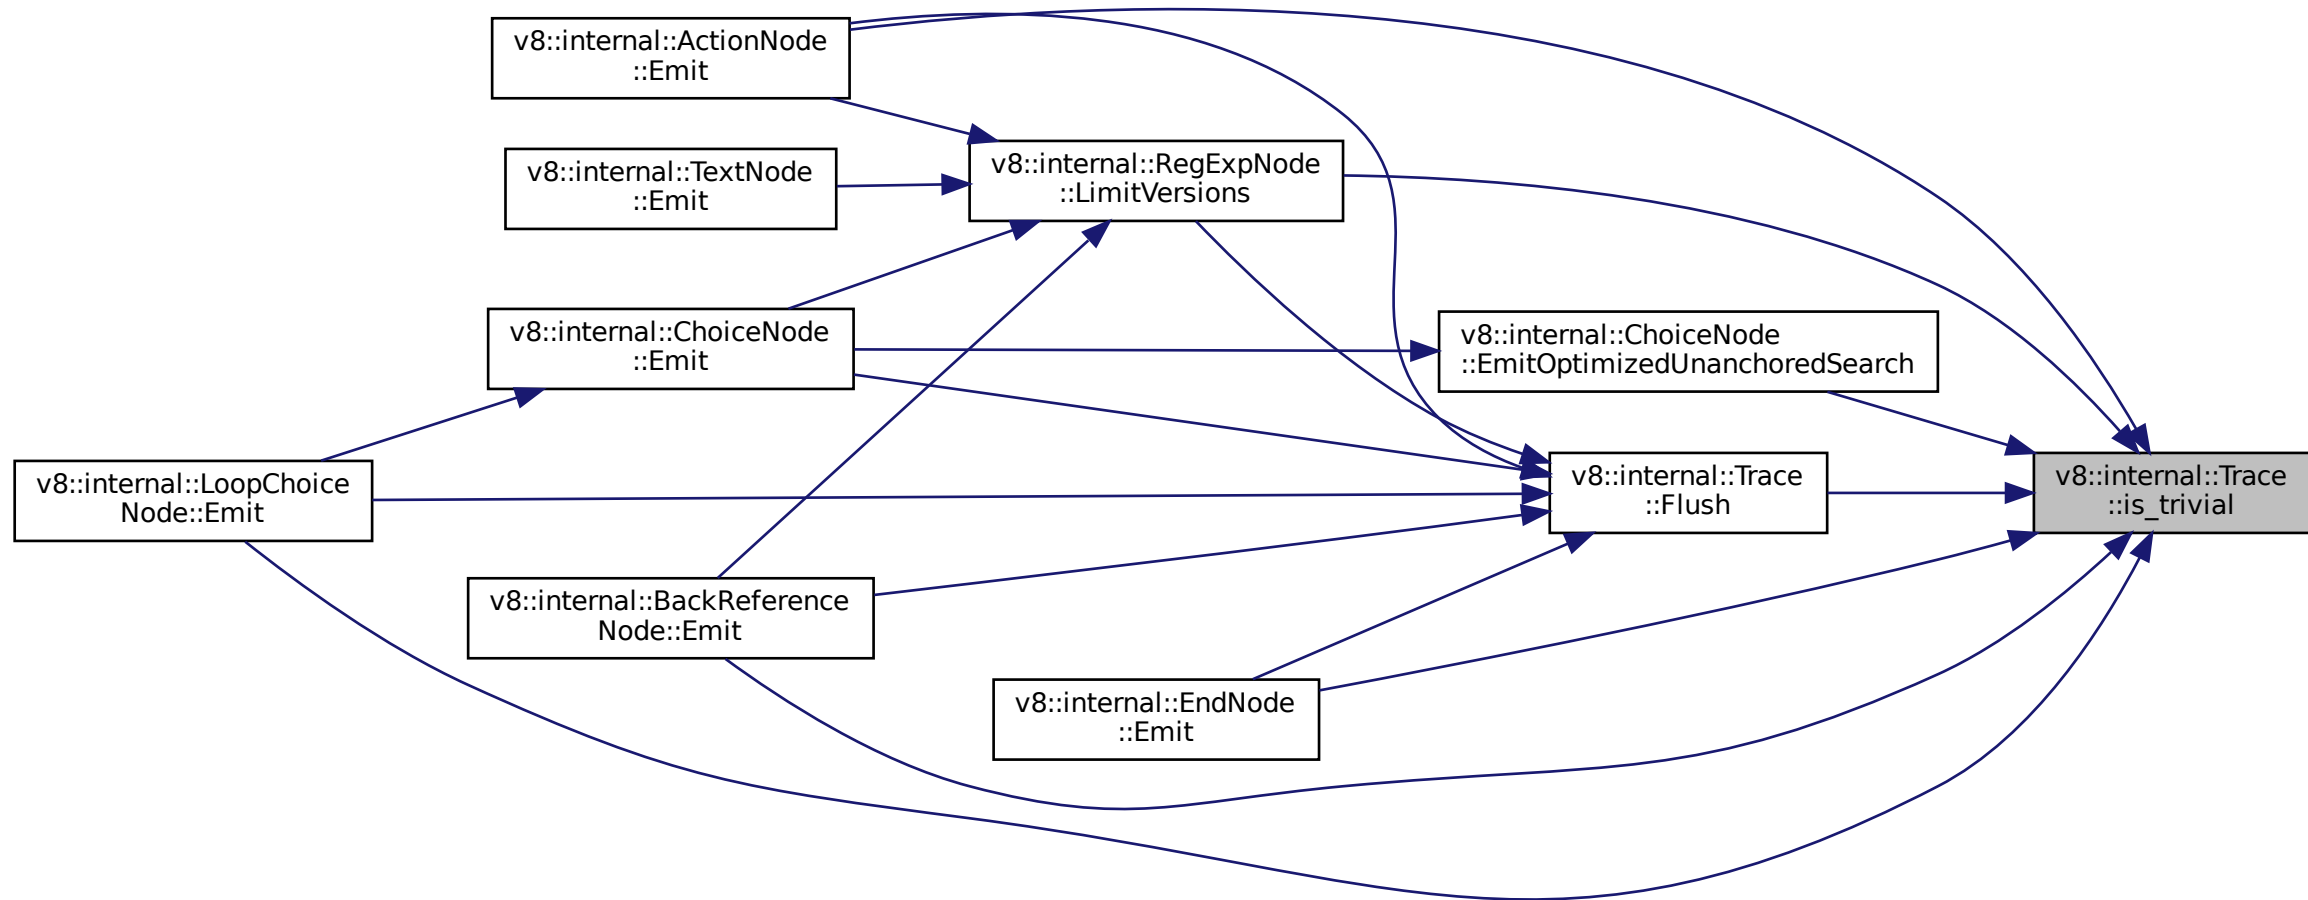 v8::internal::ActionNode
::Emit
v8::internal::RegExpNode
::LimitVersions
v8::internal::TextNode
::Emit
v8::internal::ChoiceNode
::Emit
v8::internal::ChoiceNode
::EmitOptimizedUnanchoredSearch
v8::internal::LoopChoice
Node::Emit
v8::internal::Trace
::Flush
v8::internal::Trace
::is_trivial
v8::internal::BackReference
Node::Emit
v8::internal::EndNode
::Emit